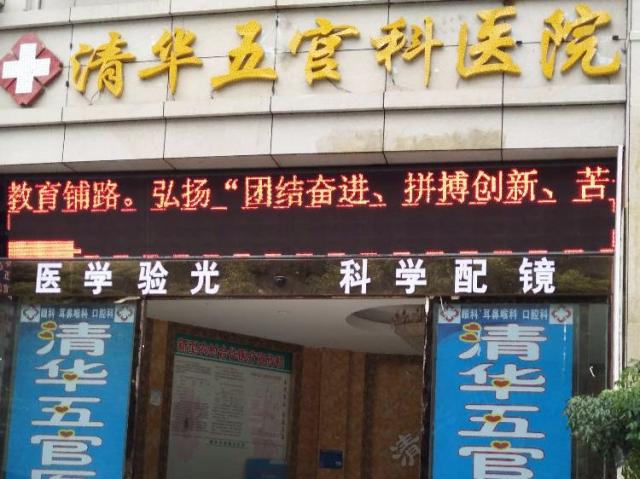 清华五官科医院
教育铺路。弘扬“团结奋进、拼搏创新、苦
医学验光 科学配镜
眼科 耳鼻喉科 口腔科
清华五官医
眼科 耳鼻喉科 口腔科
清华五官
清